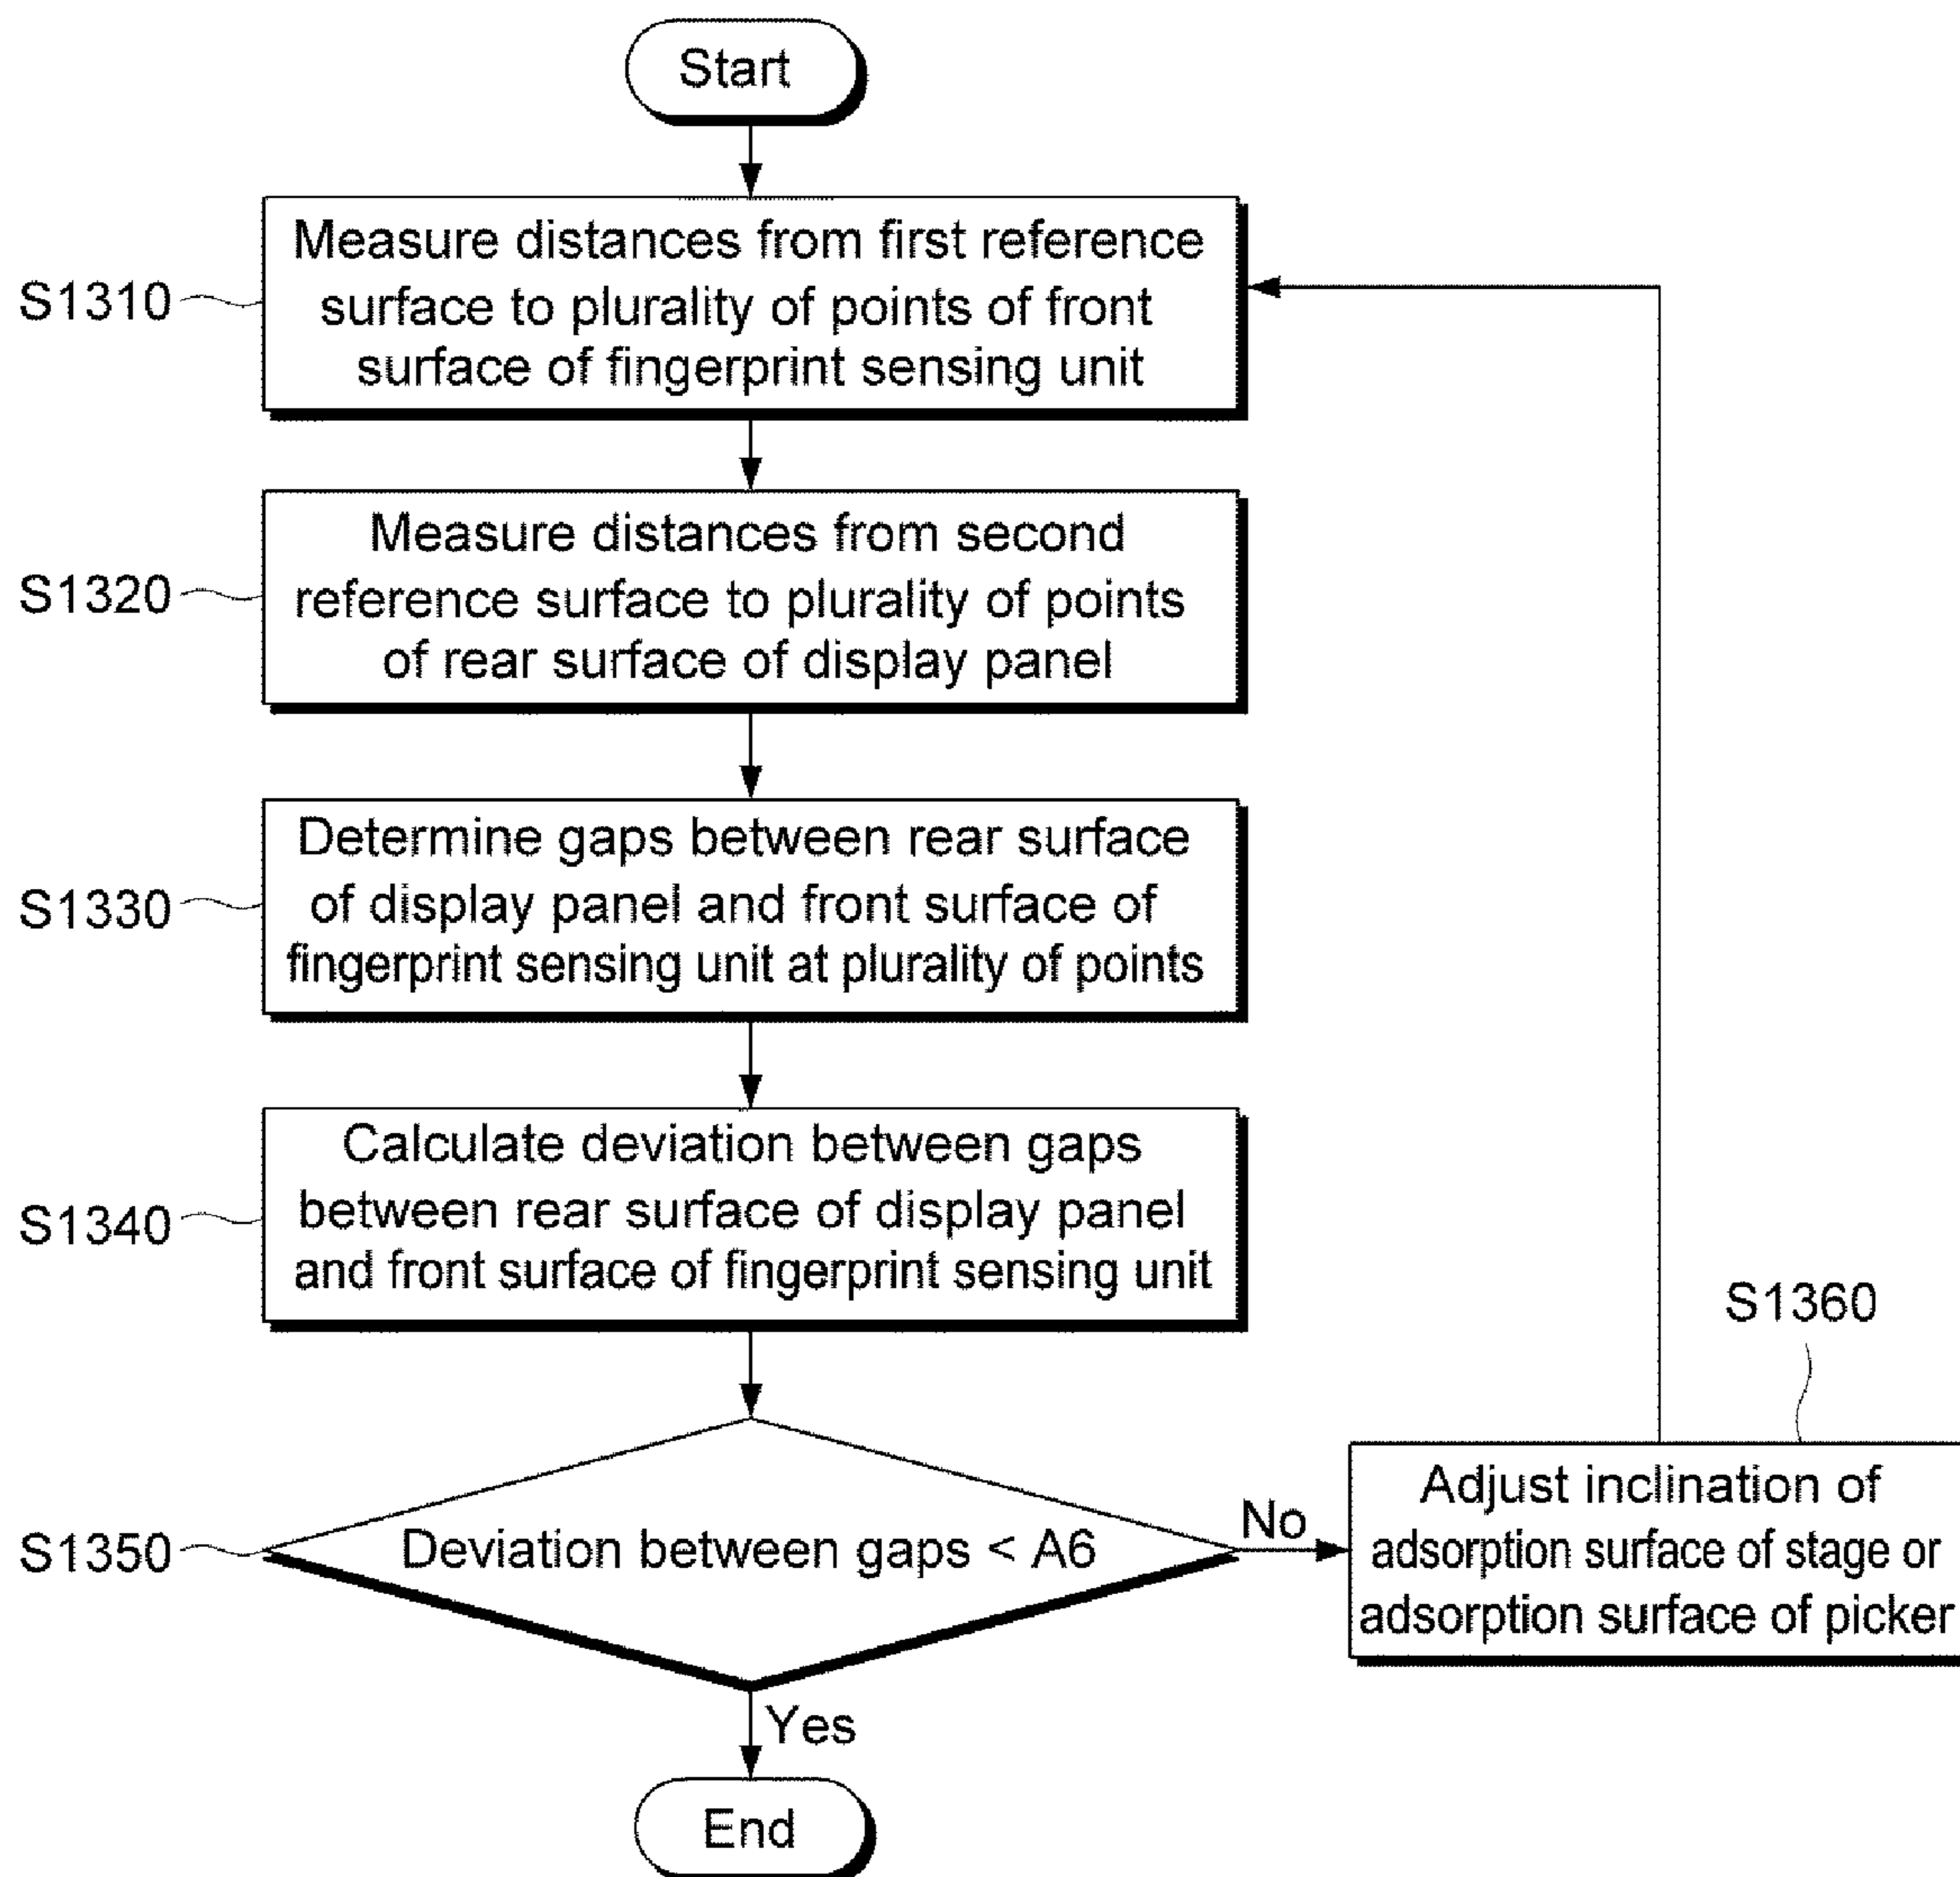 Start
S1310
Measure distances from first reference
surface to plurality of points of front
surface of fingerprint sensing unit
S1320
Measure distances from second
reference surface to plurality of points
of rear surface of display panel
S1330
Determine gaps between rear surface
of display panel and front surface of
fingerprint sensing unit at plurality of points
S1340
Calculate deviation between gaps
between rear surface of display panel
and front surface of fingerprint sensing unit
S1350
Deviation between gaps < A6
No
S1360
Adjust inclination of
adsorption surface of stage or
adsorption surface of picker
Yes
End